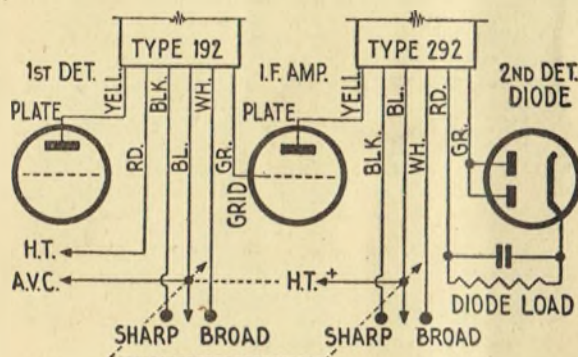 TYPE 192
TYPE 292
1ST DET.
I.F. AMP.
2ND DET.
DIODE
PLATE
YELL.
RD.
BLK.
BL.
WH.
GR.
GRID
PLATE
YELL.
BLK.
BL.
WH.
RD.
GR.
H.T.
A.V.C.
H.T.+
DIODE LOAD
SHARP BROAD
SHARP BROAD